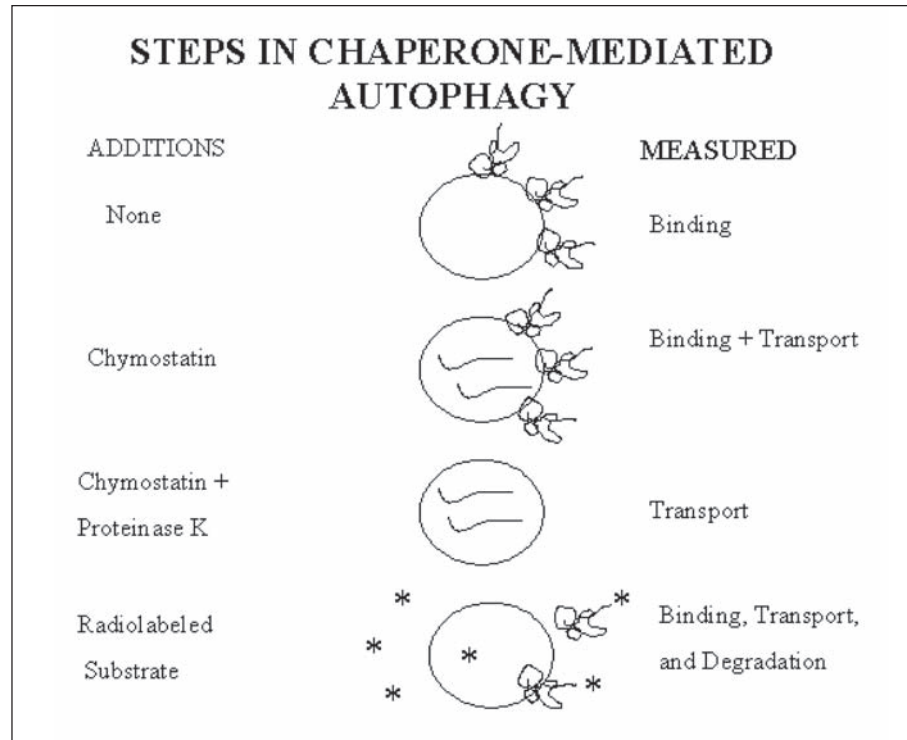 STEPS IN CHAPERONE-MEDIATED
AUTOPHAGY
ADDITIONS
MEASURED
None
Binding
Chymostatin
Binding + Transport
Chymostatin +
Proteinase K
Transport
Radiolabeled
Substrate
Binding, Transport,
and Degradation